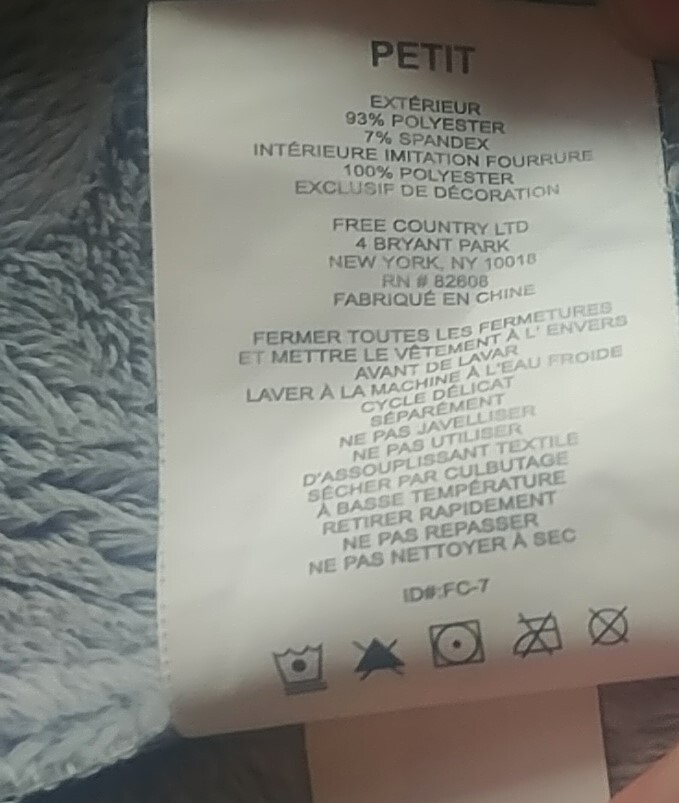 PETIT
EXTÉRIEUR
93% POLYESTER
7% SPANDEX
INTÉRIEURE IMITATION FOURRURE
100% POLYESTER
EXCLUSIF DE DÉCORATION
FREE COUNTRY LTD
4 BRYANT PARK
NEW YORK, NY 10018
RN # 82608
FABRIQUÉ EN CHINE
FERMER TOUTES LES FERMETURES
ET METTRE LE VÊTEMENT À L' ENVERS
AVANT DE LAVAR
LAVER À LA MACHINE À L'EAU FROIDE
CYCLE DÉLICAT
SÉPARÉMENT
NE PAS JAVELLISER
NE PAS UTILISER
D'ASSOUPLISSANT TEXTILE
SÉCHER PAR CULBUTAGE
À BASSE TEMPÉRATURE
RETIRER RAPIDEMENT
NE PAS REPASSER
NE PAS NETTOYER À SEC
ID#:FC-7